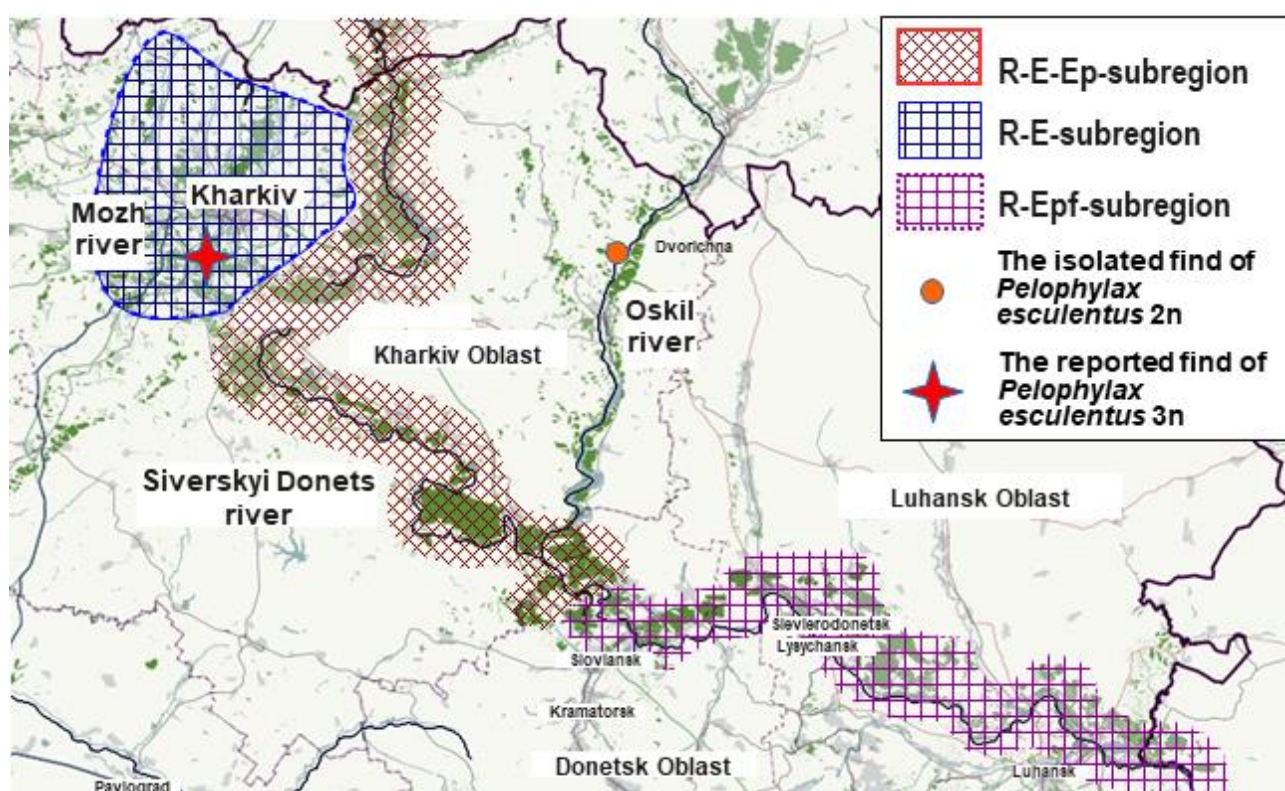 R-E-Ep-subregion
R-E-subregion
R-Epf-subregion
The isolated find of
Pelophylax
esculentus 2n
The reported find of
Pelophylax
esculentus 3n
Kharkiv
Mozh
river
Dvorichna
Oskil
river
Kharkiv Oblast
Siverskyi Donets
river
Luhansk Oblast
Sievierodonetsk
Lysychansk
Sloviansk
Kramatorsk
Donetsk Oblast
Luhansk
Pavlograd